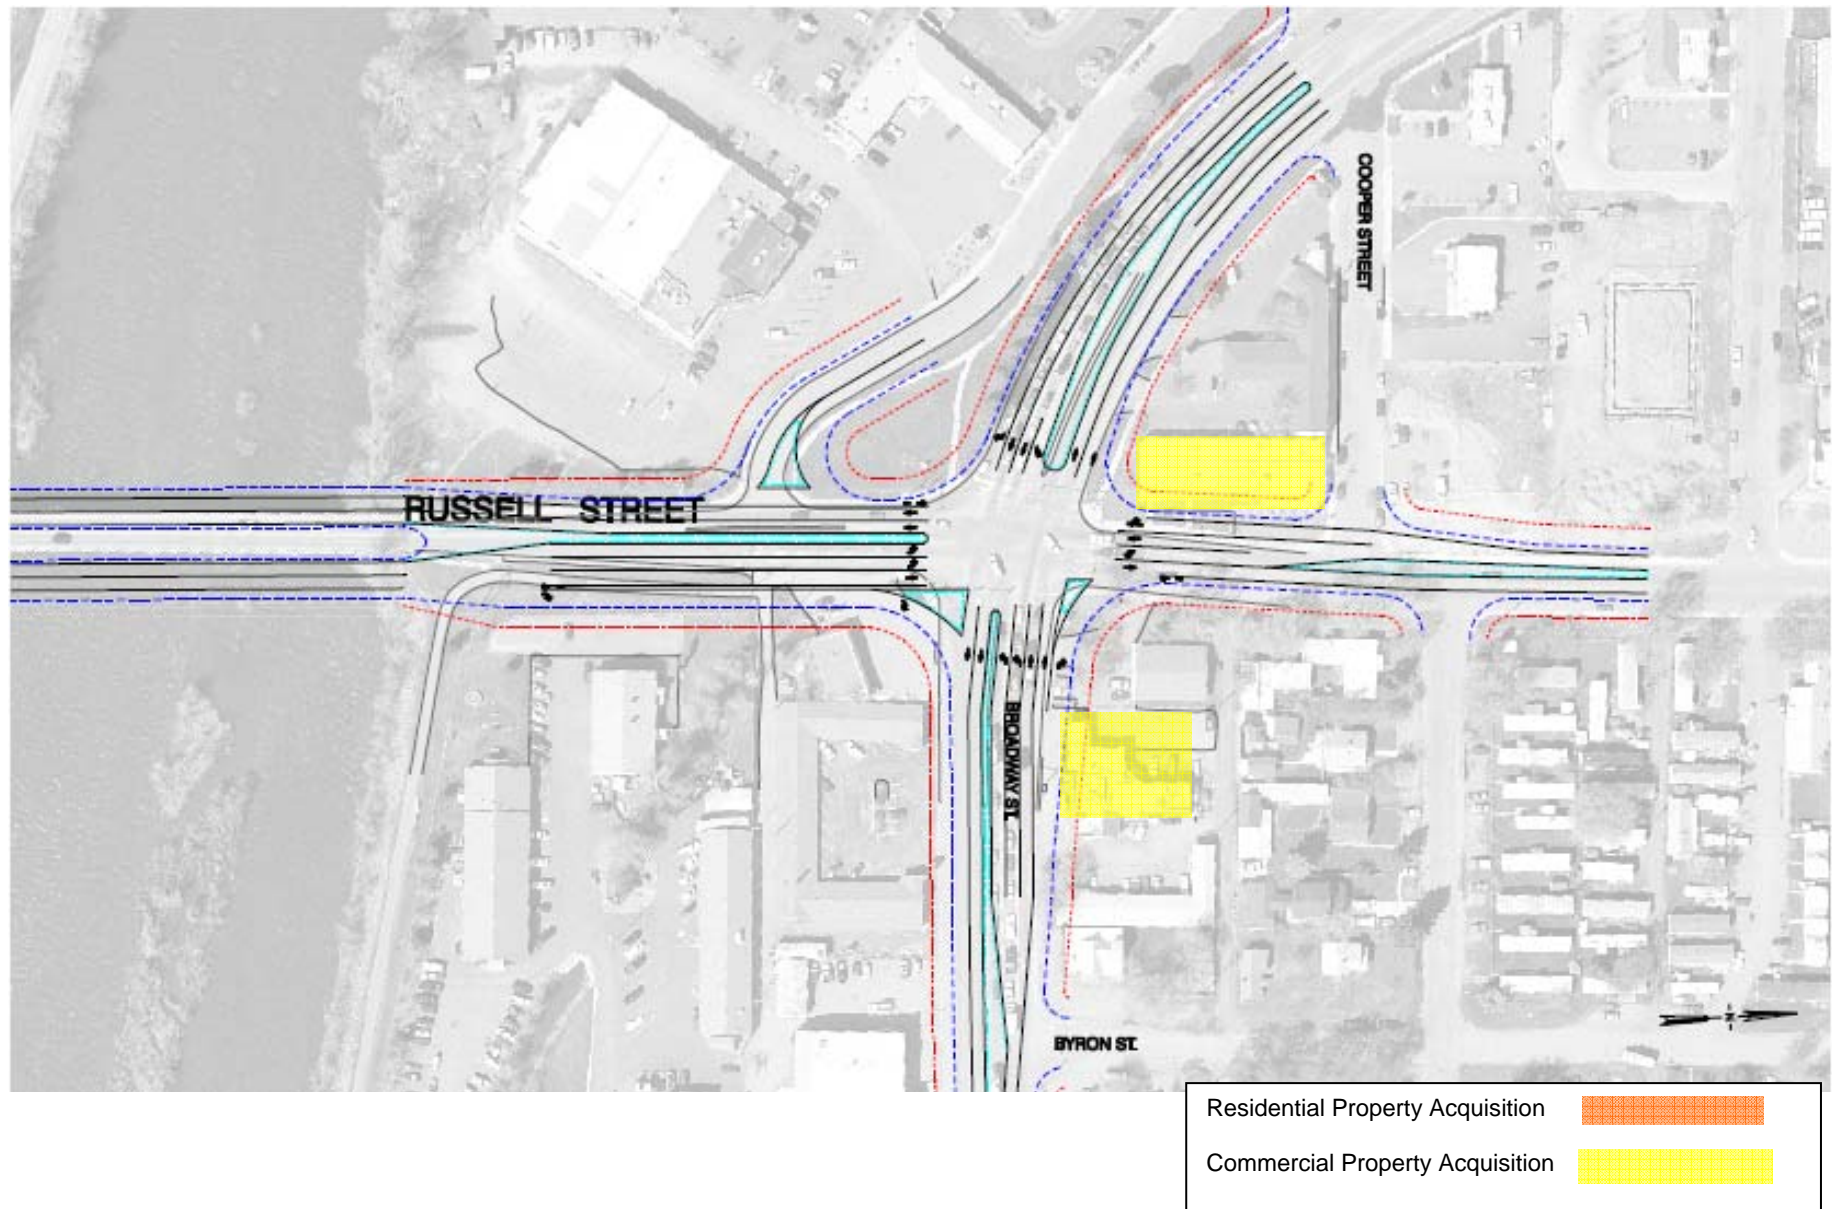 COOPER STREET
RUSSELL STREET
BROADWAY ST.
BYRON ST.
N
Residential Property Acquisition
Commercial Property Acquisition